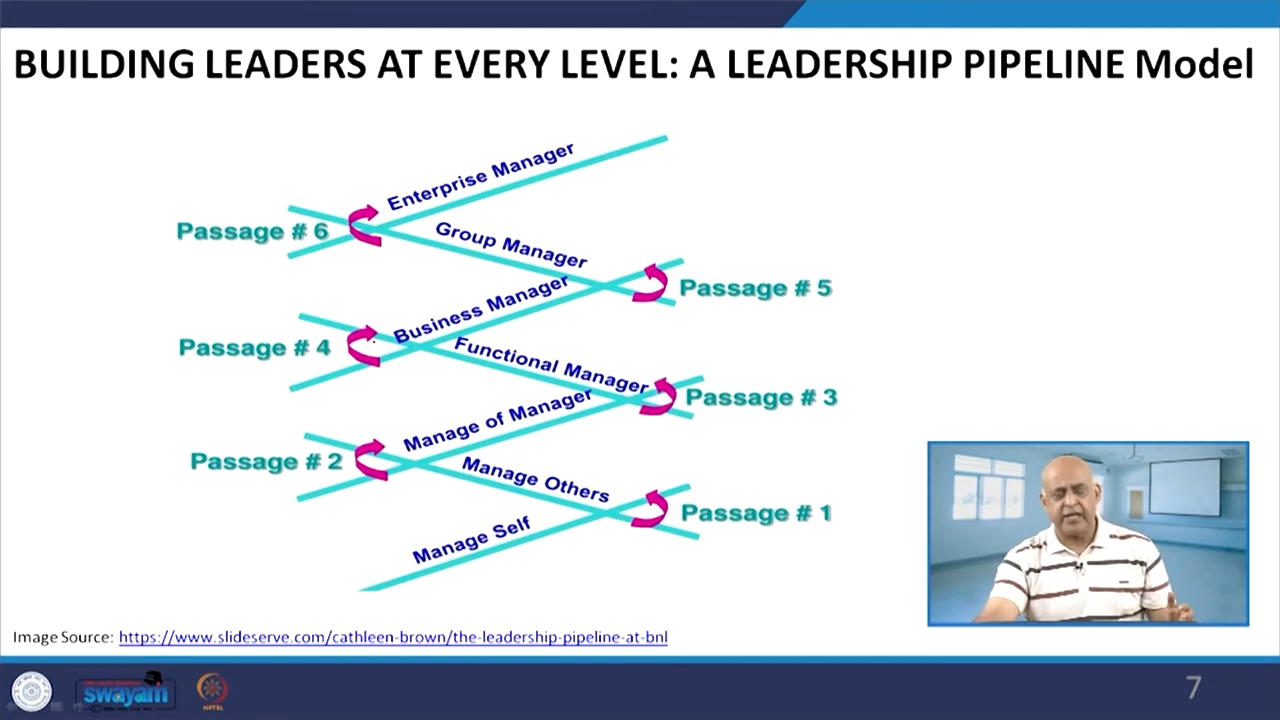 BUILDING LEADERS AT EVERY LEVEL: A LEADERSHIP PIPELINE Model
Enterprise Manager
Passage # 6
Group Manager
Passage # 5
Business Manager
Passage # 4
Functional Manager
Passage # 3
Manage of Manager
Passage # 2
Manage Others
Passage # 1
Manage Self
Image Source: https://www.slideserve.com/cathleen-brown/the-leadership-pipeline-at-bnl
swayam
NPTEL
7